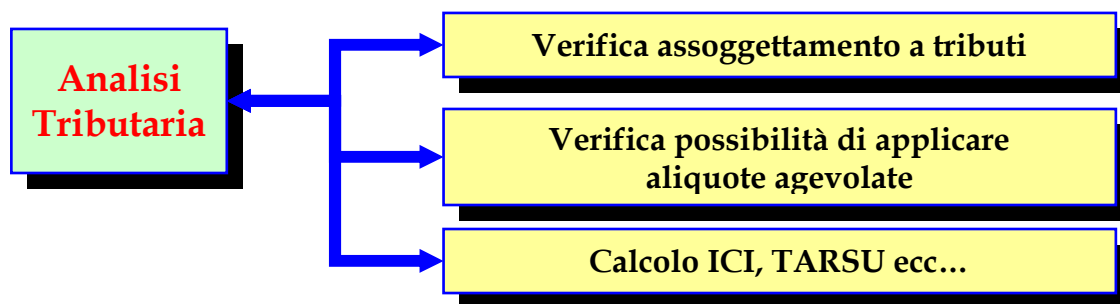 Analisi
Tributaria
Verifica assoggettamento a tributi
Verifica possibilità di applicare
aliquote agevolate
Calcolo ICI, TARSU ecc…